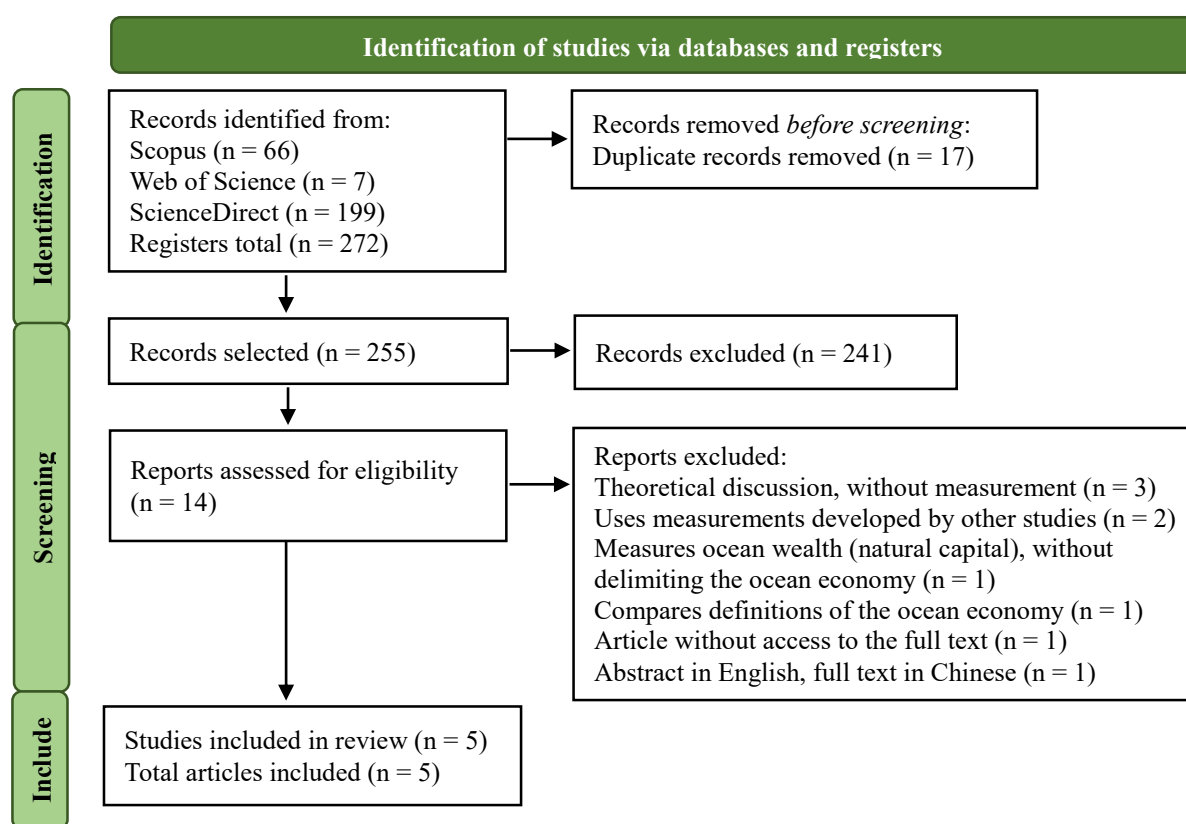 Identification of studies via databases and registers
Identification
Records identified from:
Scopus (n = 66)
Web of Science (n = 7)
ScienceDirect (n = 199)
Registers total (n = 272)
Records removed before screening:
Duplicate records removed (n = 17)
Screening
Records selected (n = 255)
Records excluded (n = 241)
Reports assessed for eligibility
(n = 14)
Reports excluded:
Theoretical discussion, without measurement (n = 3)
Uses measurements developed by other studies (n = 2)
Measures ocean wealth (natural capital), without
delimiting the ocean economy (n = 1)
Compares definitions of the ocean economy (n = 1)
Article without access to the full text (n = 1)
Abstract in English, full text in Chinese (n = 1)
Include
Studies included in review (n = 5)
Total articles included (n = 5)